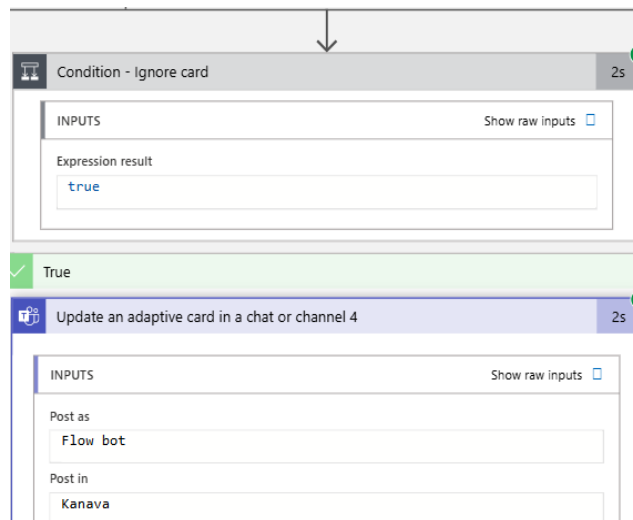 Condition - Ignore card
2s
INPUTS
Show raw inputs
Expression result
true
True
Update an adaptive card in a chat or channel 4
2s
INPUTS
Show raw inputs
Post as
Flow bot
Post in
Kanava